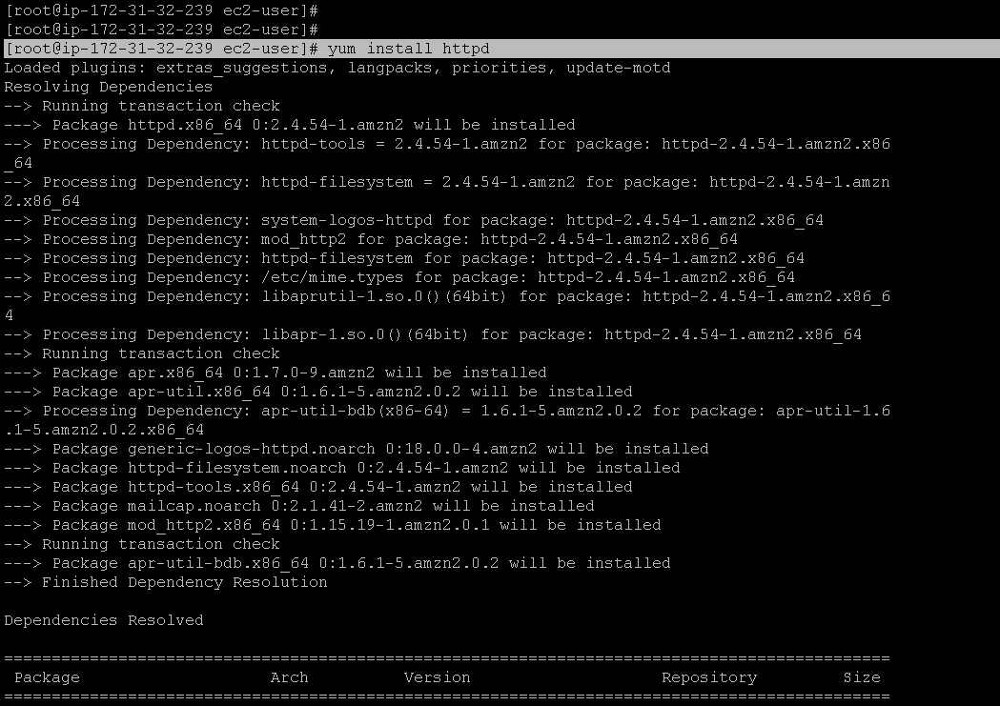 [root@ip-172-31-32-239 ec2-user]#
[root@ip-172-31-32-239 ec2-user]#
[root@ip-172-31-32-239 ec2-user]# yum install httpd
Loaded plugins: extras_suggestions, langpacks, priorities, update-motd
Resolving Dependencies
--> Running transaction check
---> Package httpd.x86_64 0:2.4.54-1.amzn2 will be installed
--> Processing Dependency: httpd-tools = 2.4.54-1.amzn2 for package: httpd-2.4.54-1.amzn2.x86
_64
--> Processing Dependency: httpd-filesystem = 2.4.54-1.amzn2 for package: httpd-2.4.54-1.amzn
2.x86_64
--> Processing Dependency: system-logos-httpd for package: httpd-2.4.54-1.amzn2.x86_64
--> Processing Dependency: mod_http2 for package: httpd-2.4.54-1.amzn2.x86_64
--> Processing Dependency: httpd-filesystem for package: httpd-2.4.54-1.amzn2.x86_64
--> Processing Dependency: /etc/mime.types for package: httpd-2.4.54-1.amzn2.x86_64
--> Processing Dependency: libaprutil-1.so.0()(64bit) for package: httpd-2.4.54-1.amzn2.x86_6
4
--> Processing Dependency: libapr-1.so.0()(64bit) for package: httpd-2.4.54-1.amzn2.x86_64
--> Running transaction check
---> Package apr.x86_64 0:1.7.0-9.amzn2 will be installed
---> Package apr-util.x86_64 0:1.6.1-5.amzn2.0.2 will be installed
--> Processing Dependency: apr-util-bdb(x86-64) = 1.6.1-5.amzn2.0.2 for package: apr-util-1.6
.1-5.amzn2.0.2.x86_64
---> Package generic-logos-httpd.noarch 0:18.0.0-4.amzn2 will be installed
---> Package httpd-filesystem.noarch 0:2.4.54-1.amzn2 will be installed
---> Package httpd-tools.x86_64 0:2.4.54-1.amzn2 will be installed
---> Package mailcap.noarch 0:2.1.41-2.amzn2 will be installed
---> Package mod_http2.x86_64 0:1.15.19-1.amzn2.0.1 will be installed
--> Running transaction check
---> Package apr-util-bdb.x86_64 0:1.6.1-5.amzn2.0.2 will be installed
--> Finished Dependency Resolution

Dependencies Resolved

=============================================================================================
 Package                    Arch          Version                    Repository         Size
=============================================================================================